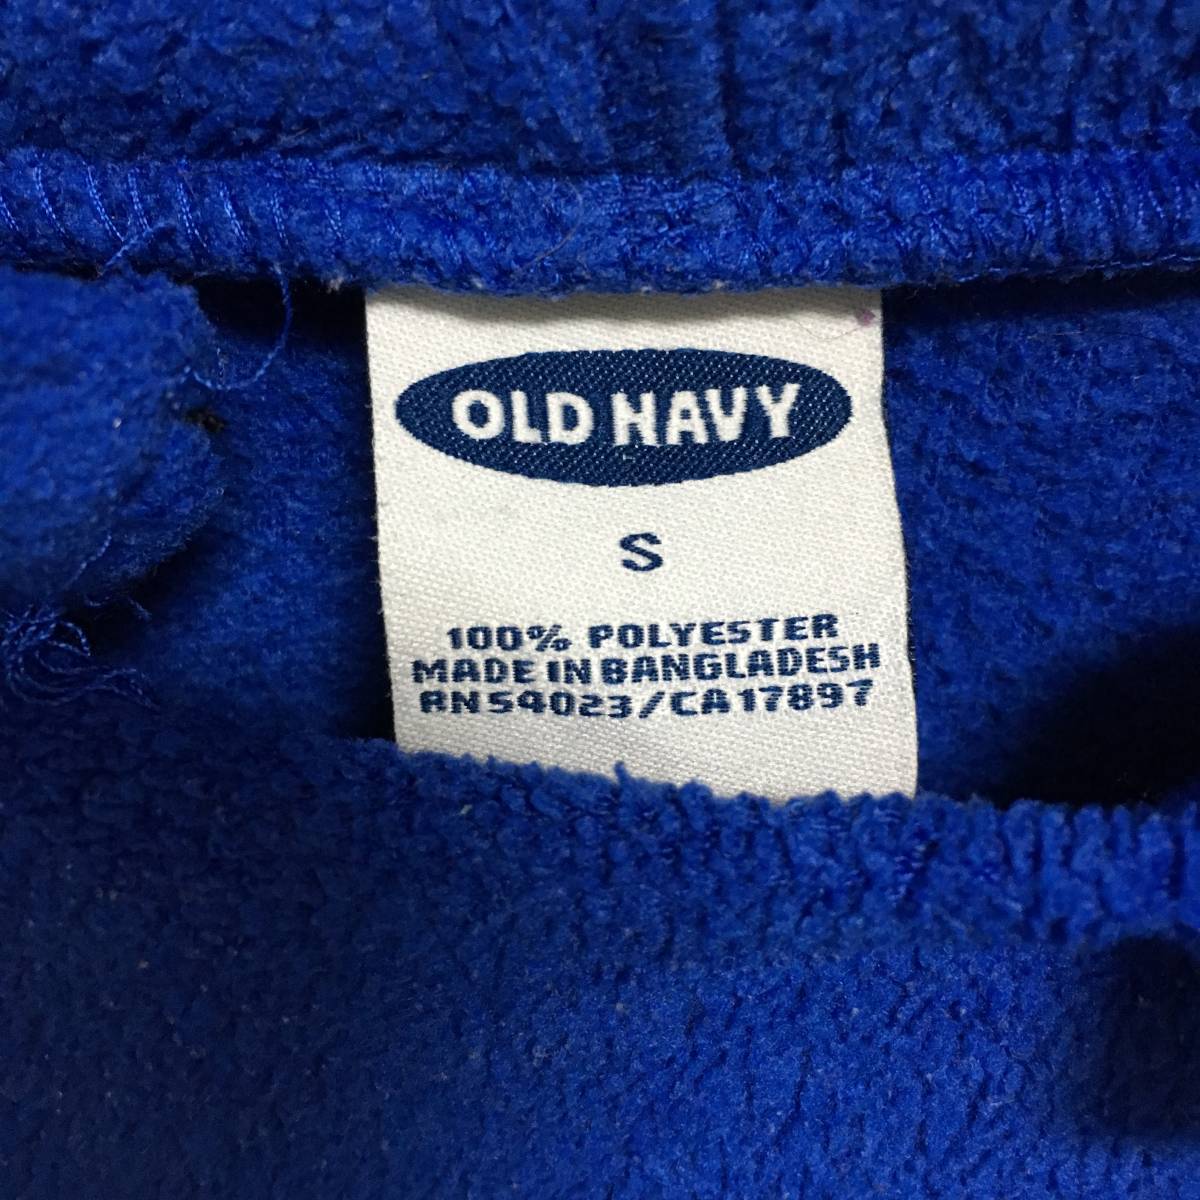 OLD NAVY
S
100% POLYESTER
MADE IN BANGLADESH
RN54023/CA17897